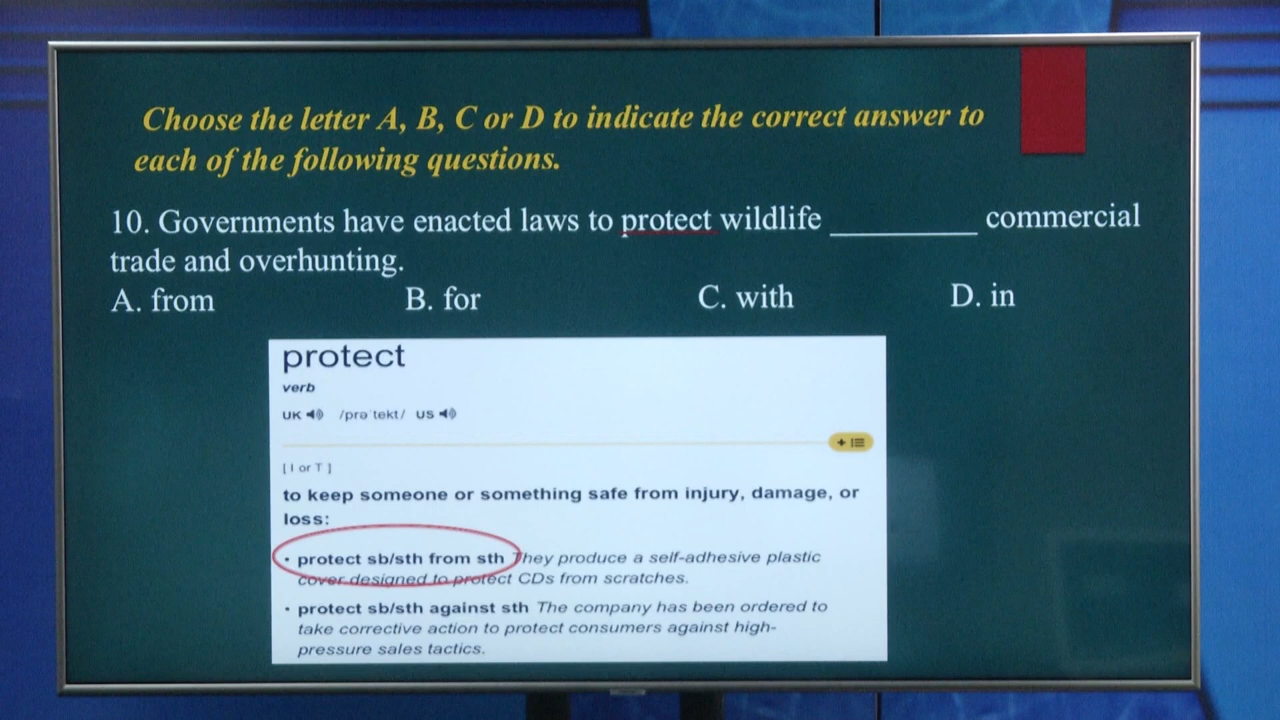 Choose the letter A, B, C or D to indicate the correct answer to
each of the following questions.
10. Governments have enacted laws to protect wildlife _________ commercial
trade and overhunting.
A. from B. for C. with D. in
protect
verb
UK /prəˈtekt/ US
[ I or T ]
to keep someone or something safe from injury, damage, or
loss:
• protect sb/sth from sth They produce a self-adhesive plastic
cover designed to protect CDs from scratches.
• protect sb/sth against sth The company has been ordered to
take corrective action to protect consumers against high-
pressure sales tactics.